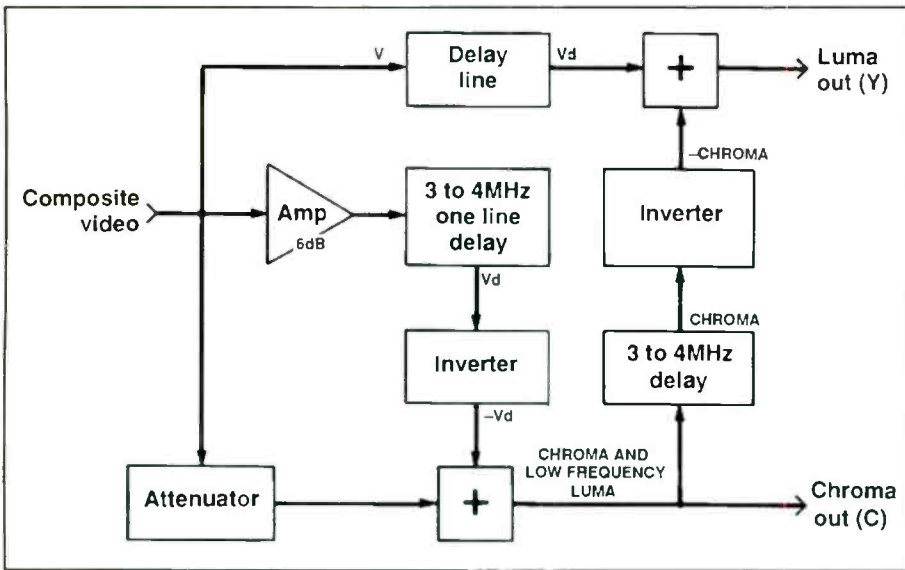 V
Delay
line
Vd
+
Luma
out (Y)
–CHROMA
Composite
video
Amp
6dB
3 to 4MHz
one line
delay
Inverter
Vd
CHROMA
Inverter
3 to 4MHz
delay
–Vd
CHROMA AND
LOW FREQUENCY
LUMA
Attenuator
+
Chroma
out (C)